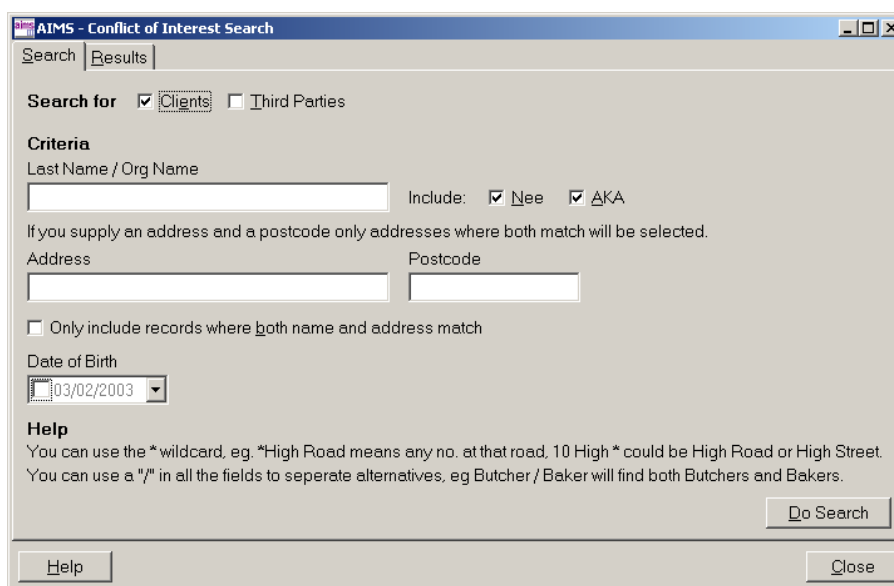 AIMS - Conflict of Interest Search
Search Results
Search for Clients Third Parties
Criteria
Last Name / Org Name
Include: Nee AKA
If you supply an address and a postcode only addresses where both match will be selected.
Address Postcode
Only include records where both name and address match
Date of Birth
03/02/2003
Help
You can use the * wildcard, eg. *High Road means any no. at that road, 10 High * could be High Road or High Street.
You can use a "/" in all the fields to seperate alternatives, eg Butcher / Baker will find both Butchers and Bakers.
Do Search
Help Close